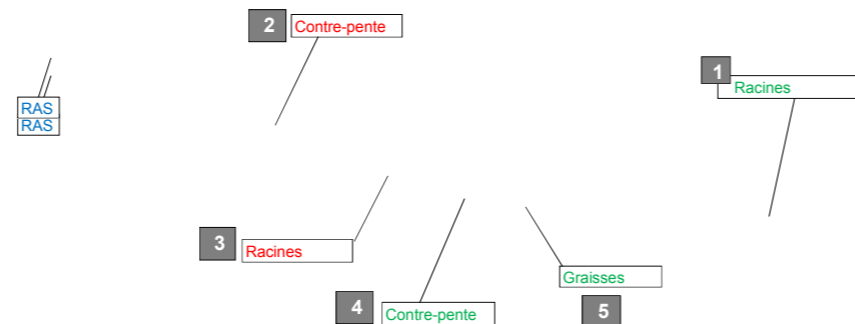 2 Contre-pente
1
Racines
RAS
RAS
3 Racines
Graisses
4 Contre-pente
5